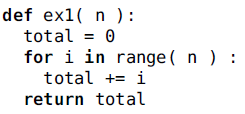 def ex1( n ):
  total = 0
  for i in range( n ) :
    total += i
  return total